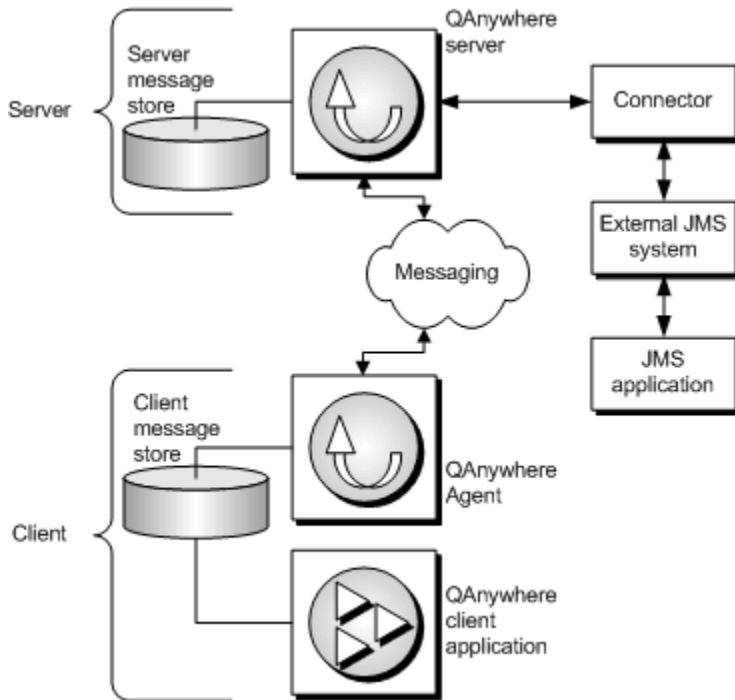 QAnywhere
server
Server
message
store
Server
Connector
External JMS
system
Messaging
JMS
application
Client
message
store
QAnywhere
Agent
Client
QAnywhere
client
application